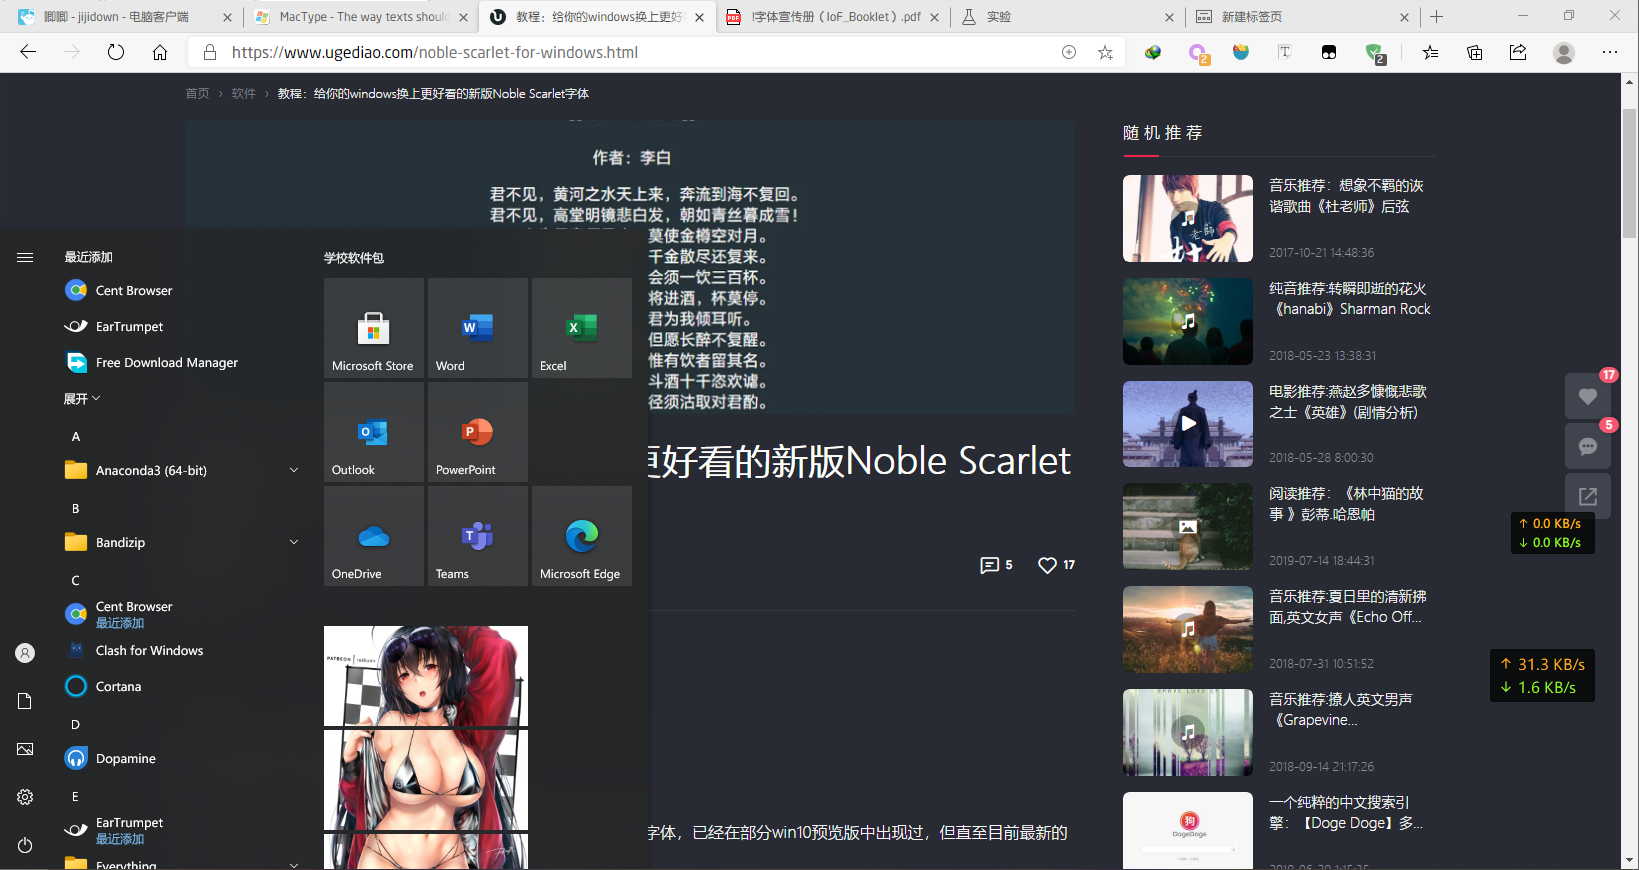 唧唧 - jijidown - 电脑客户端
MacType - The way texts shoul
教程：给你的windows换上更好
!字体宣传册（IoF_Booklet）.pdf
实验
新建标签页
https://www.ugediao.com/noble-scarlet-for-windows.html
2
2
首页 › 软件 › 教程：给你的windows换上更好看的新版Noble Scarlet字体
作者：李白
君不见，黄河之水天上来，奔流到海不复回。
君不见，高堂明镜悲白发，朝如青丝暮成雪！
莫使金樽空对月。
千金散尽还复来。
会须一饮三百杯。
将进酒，杯莫停。
君为我倾耳听。
但愿长醉不复醒。
惟有饮者留其名。
斗酒十千恣欢谑。
径须沽取对君酌。
更好看的新版Noble Scarlet
5
17
字体，已经在部分win10预览版中出现过，但直至目前最新的
最近添加
Cent Browser
EarTrumpet
Free Download Manager
展开
A
Anaconda3 (64-bit)
B
Bandizip
C
Cent Browser
最近添加
Clash for Windows
Cortana
D
Dopamine
E
EarTrumpet
最近添加
Everything
学校软件包
Microsoft Store
Word
Excel
Outlook
PowerPoint
OneDrive
Teams
Microsoft Edge
PATREON
随机推荐
音乐推荐：想象不羁的诙
谐歌曲《杜老师》后弦
2017-10-21 14:48:36
纯音推荐:转瞬即逝的花火
《hanabi》Sharman Rock
2018-05-23 13:38:31
电影推荐:燕赵多慷慨悲歌
之士《英雄》(剧情分析)
2018-05-28 8:00:30
阅读推荐：《林中猫的故
事 》彭蒂.哈恩帕
2019-07-14 18:44:31
音乐推荐:夏日里的清新拂
面,英文女声《Echo Off...
2018-07-31 10:51:52
音乐推荐:撩人英文男声
《Grapevine...
2018-09-14 21:17:26
一个纯粹的中文搜索引
擎：【Doge Doge】多...
DogeDoge
17
5
↑ 0.0 KB/s
↓ 0.0 KB/s
↑ 31.3 KB/s
↓ 1.6 KB/s